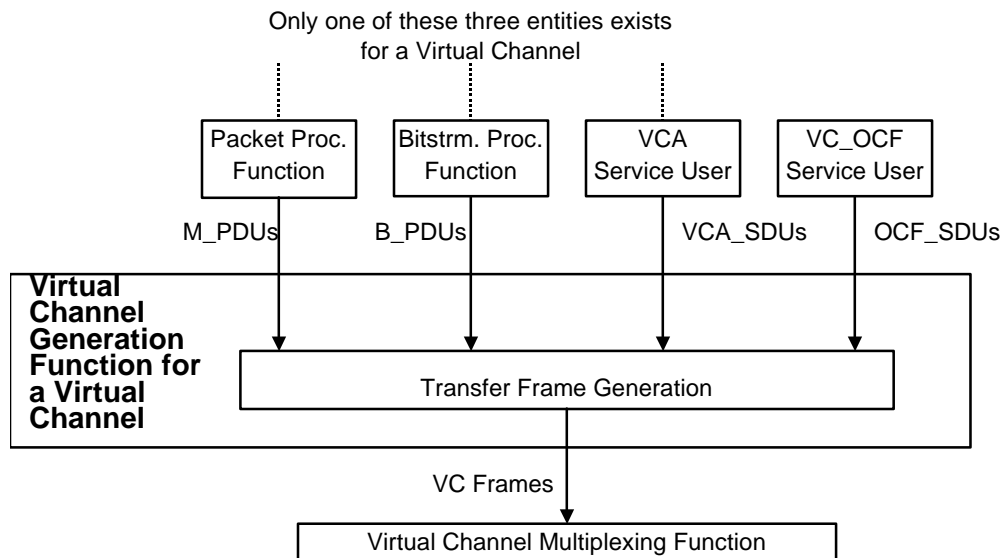 Only one of these three entities exists
for a Virtual Channel
Packet Proc.
Function
Bitstrm. Proc.
Function
VCA
Service User
VC_OCF
Service User
M_PDUs
B_PDUs
VCA_SDUs
OCF_SDUs
Virtual
Channel
Generation
Function for
a Virtual
Channel
Transfer Frame Generation
VC Frames
Virtual Channel Multiplexing Function